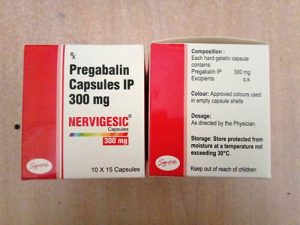 Rx
Pregabalin
Capsules IP
300 mg
NERVIGESIC®
Capsules
300 mg
10 X 15 Capsules
Composition :
Each hard gelatin capsule
contains:
Pregabalin IP 300 mg
Excipients q.s.
Colour: Approved colours used
in empty capsule shells
Dosage:
As directed by the Physician.
Storage: Store protected from
moisture at a temperature not
exceeding 30°C.
Keep out of reach of children